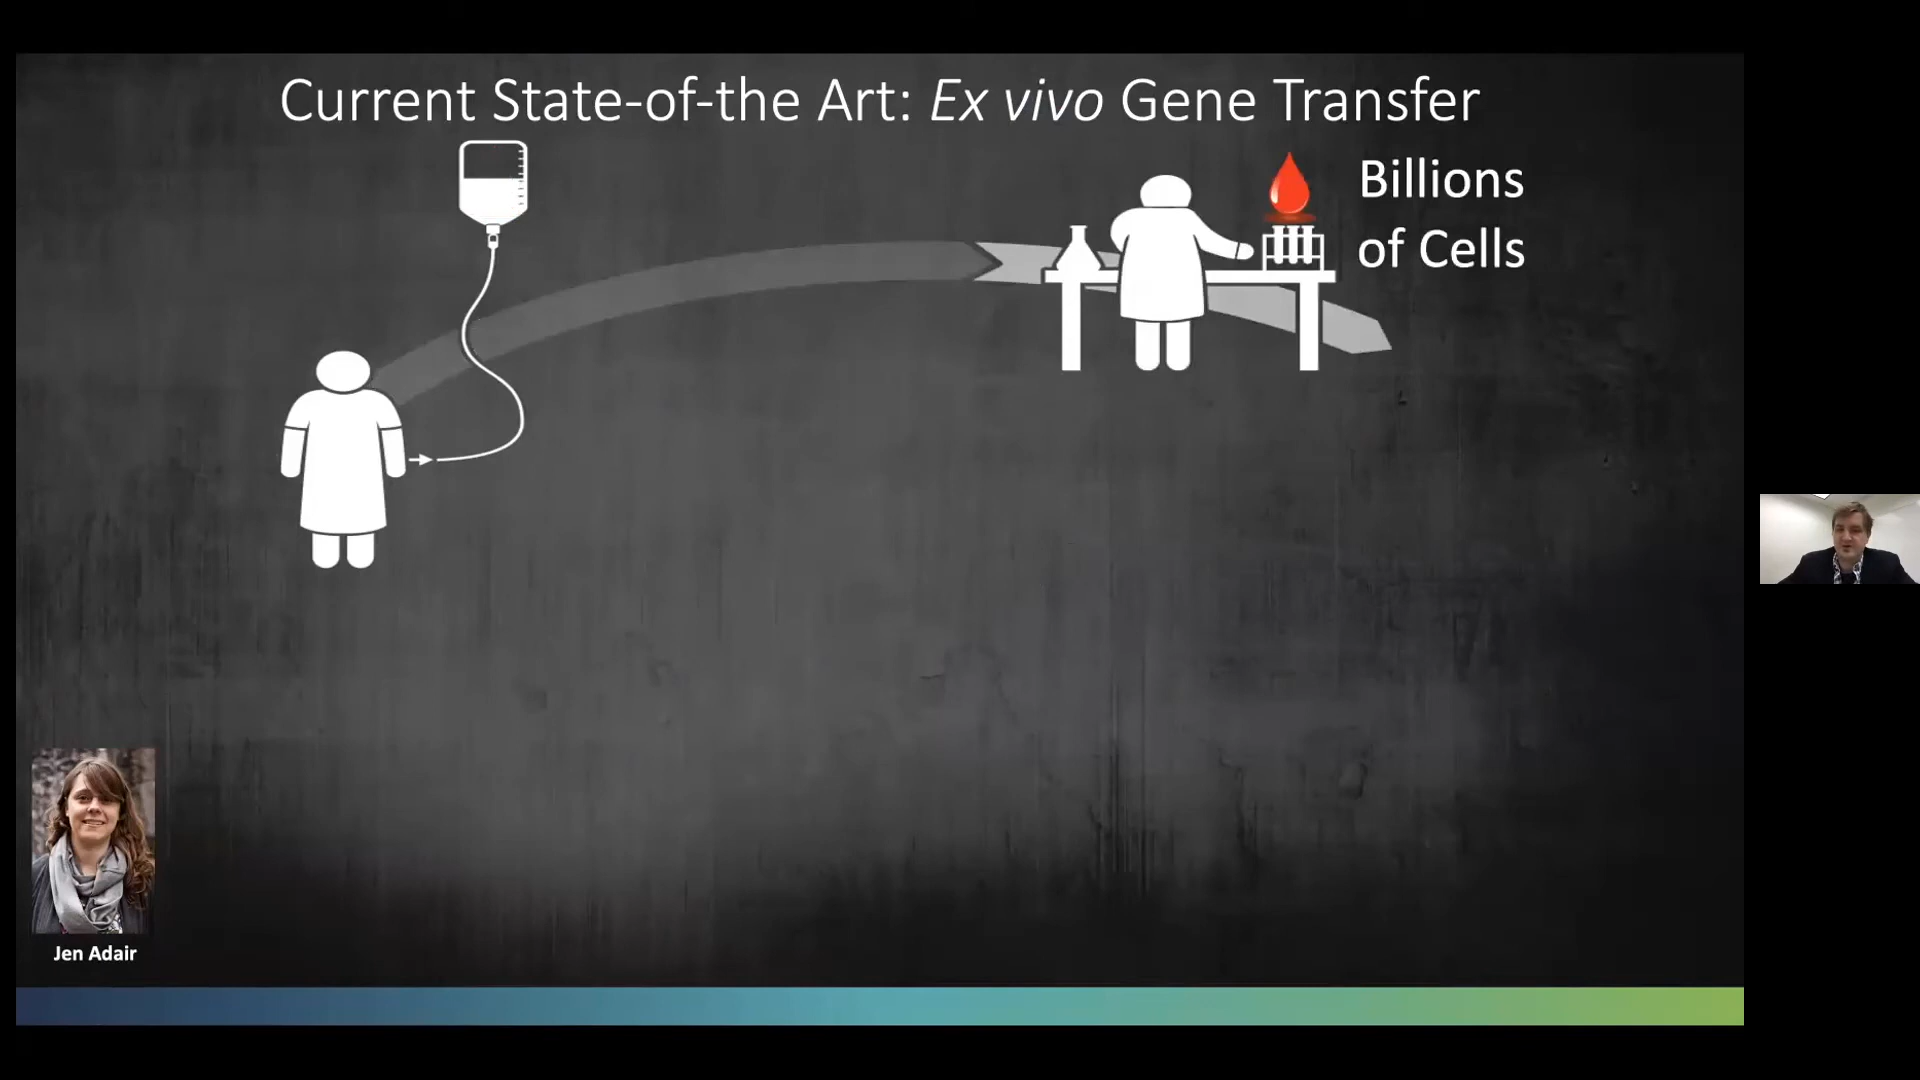 Current State-of-the Art: Ex vivo Gene Transfer
Billions
of Cells
Jen Adair